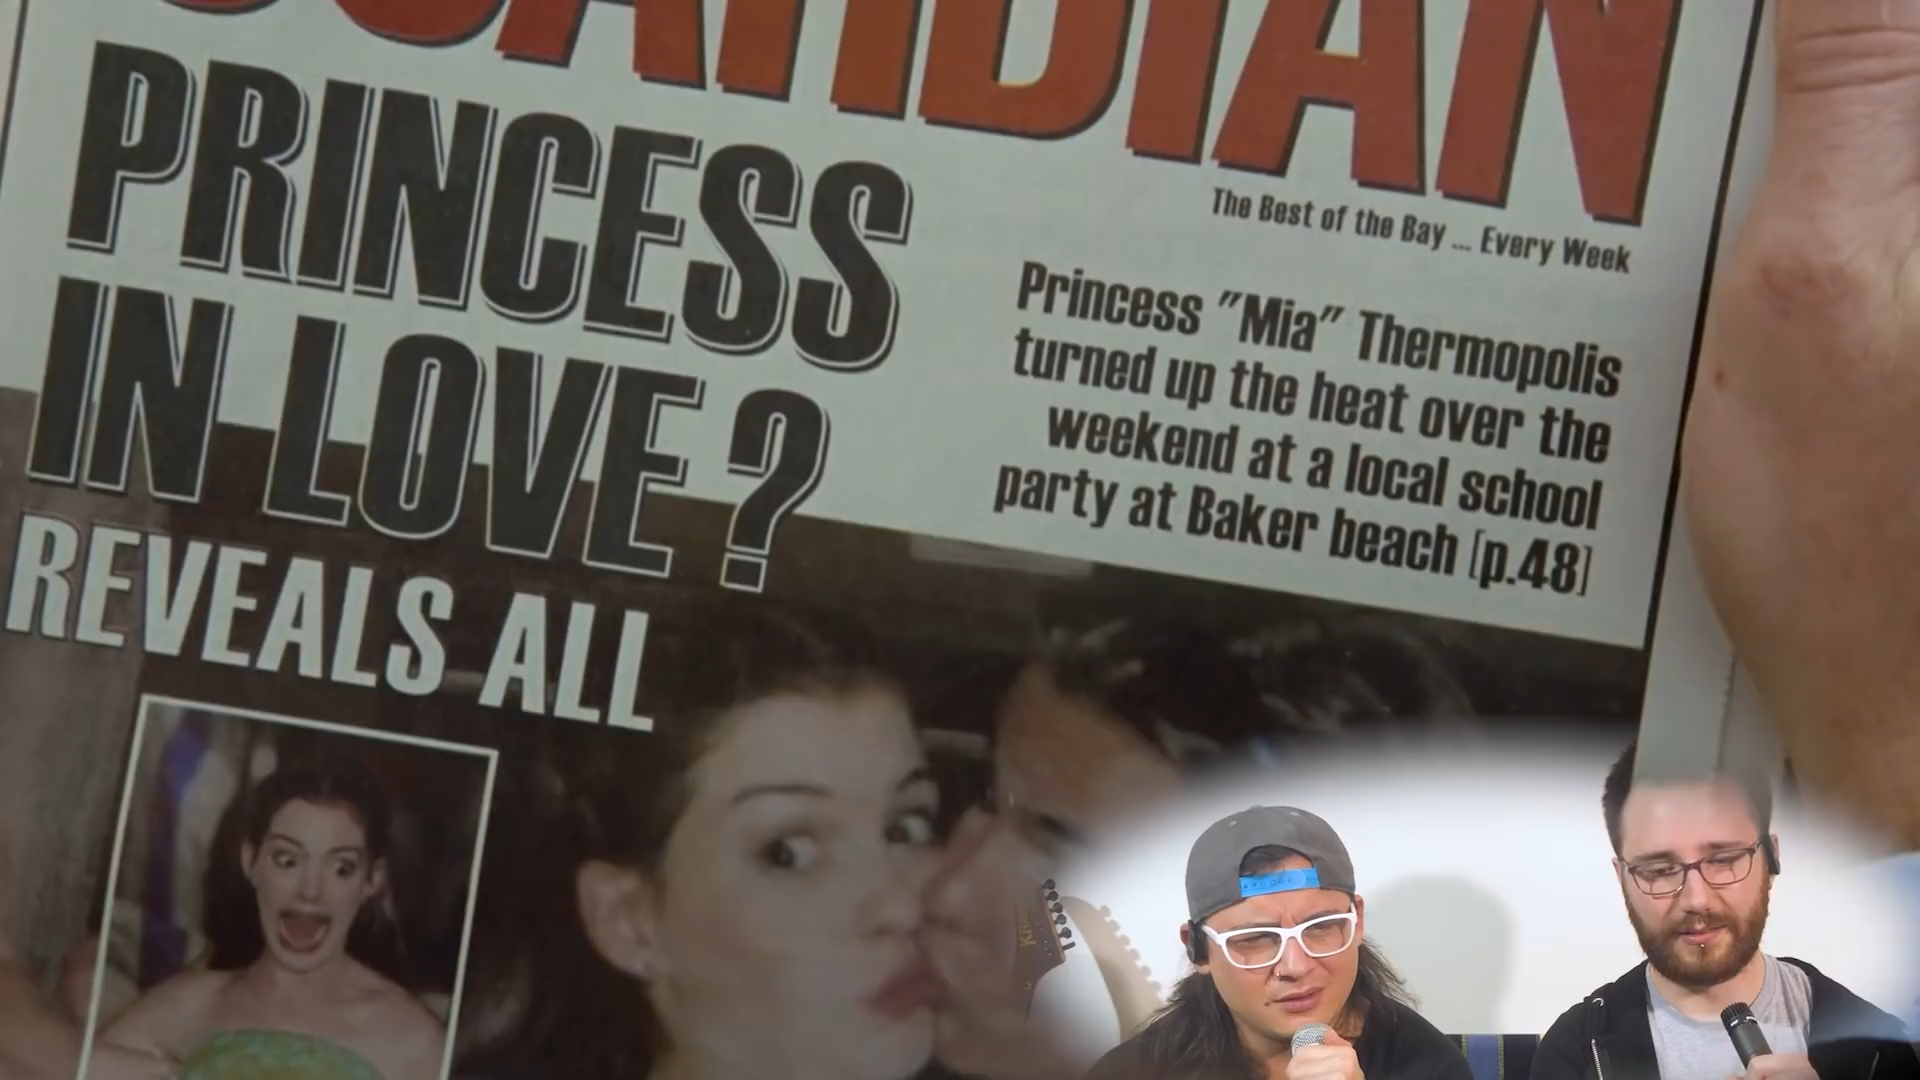 GUARDIAN
The Best of the Bay ... Every Week
PRINCESS
IN LOVE?
REVEALS ALL
Princess "Mia" Thermopolis
turned up the heat over the
weekend at a local school
party at Baker beach [p.48]